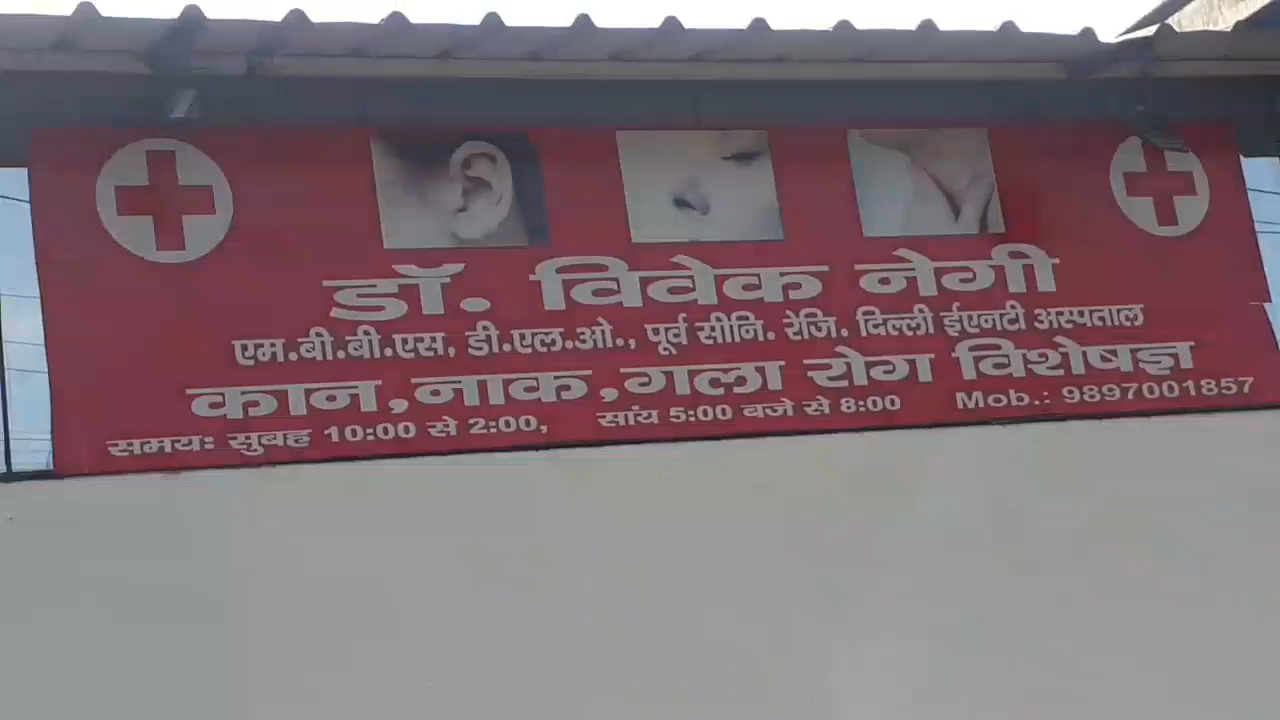 डॉ. विवेक नेगी
एम.बी.बी.एस, डी.एल.ओ., पूर्व सीनि. रेजि. दिल्ली ईएनटी अस्पताल
कान,नाक,गला रोग विशेषज्ञ
समयः सुबह 10:00 से 2:00, सांय 5:00 बजे से 8:00 Mob.: 9897001857